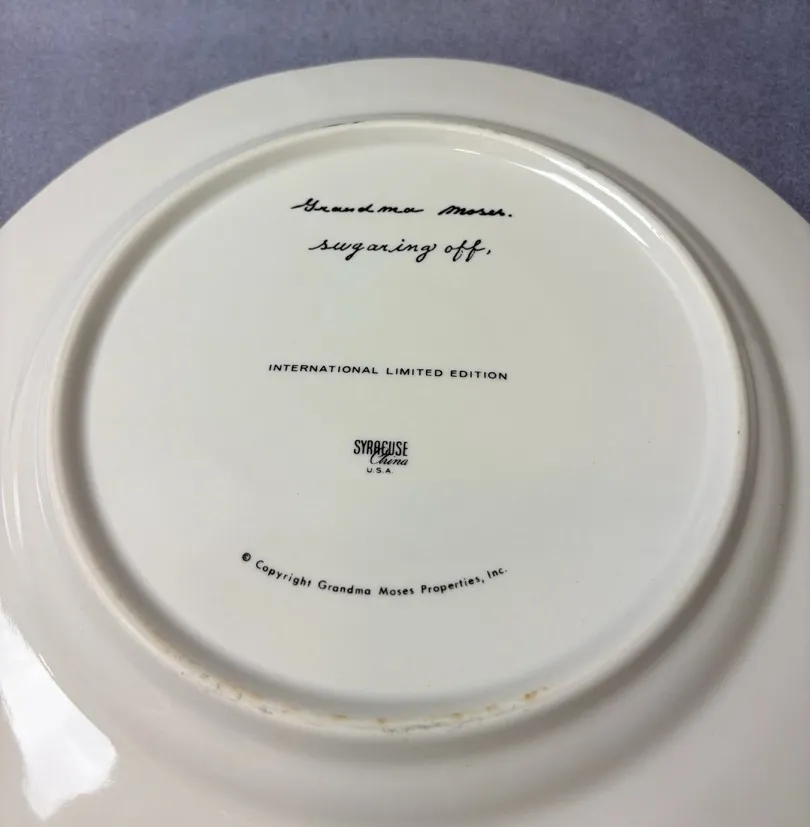 Grandma Moses.
sugaring off,
INTERNATIONAL LIMITED EDITION
SYRACUSE
China
U.S.A.
© Copyright Grandma Moses Properties, Inc.